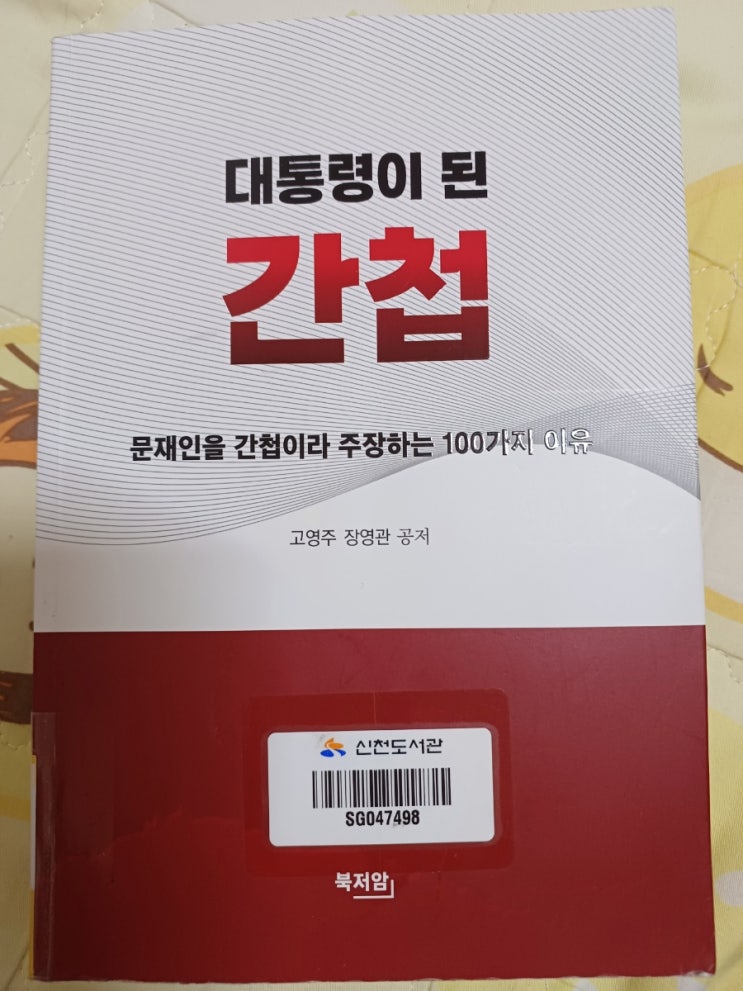 대통령이 된
간첩
문재인을 간첩이라 주장하는 100가지 이유
고영주 장영관 공저
신천도서관
SG047498
북저암